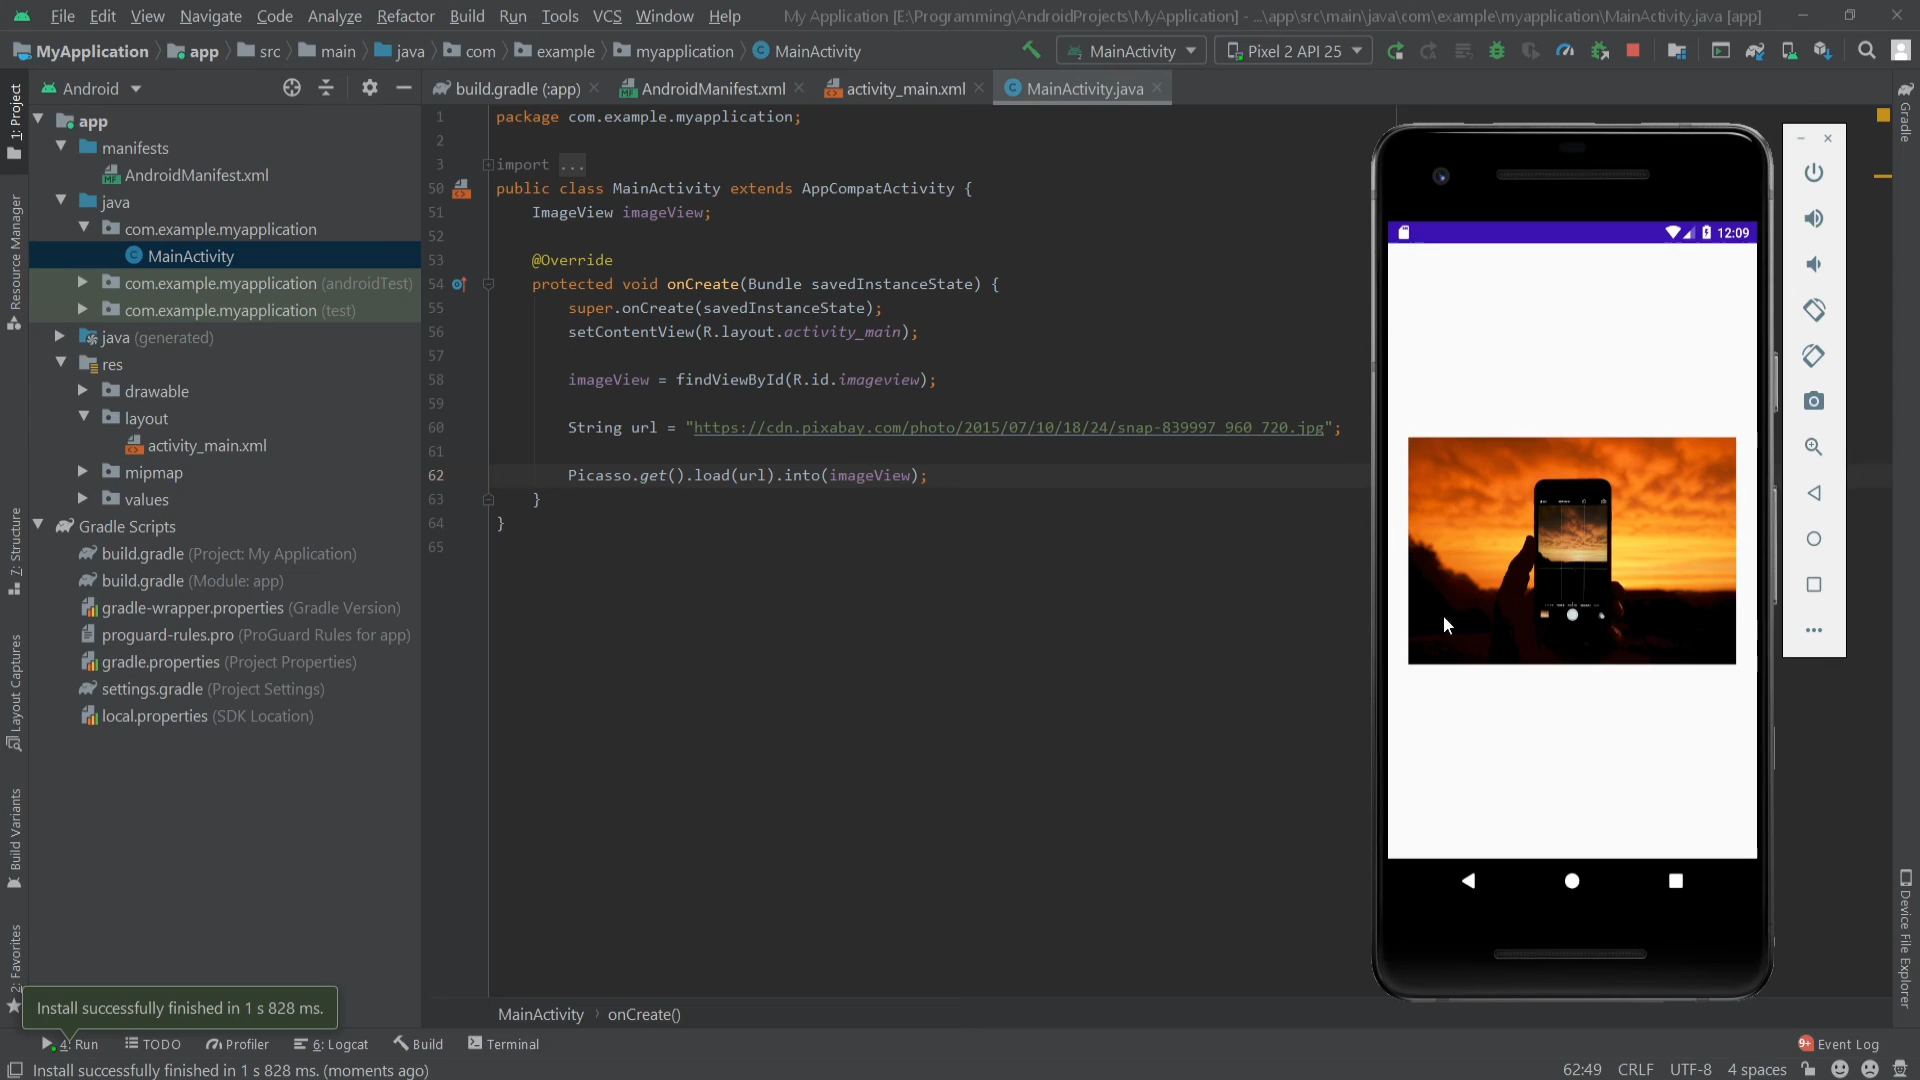 File Edit View Navigate Code Analyze Refactor Build Run Tools VCS Window Help My Application [E:\Programming\AndroidProjects\MyApplication] - ...\app\src\main\java\com\example\myapplication\MainActivity.java [app]
MyApplication app src main java com example myapplication MainActivity MainActivity Pixel 2 API 25
Android build.gradle (:app) AndroidManifest.xml activity_main.xml MainActivity.java
1: Project
Resource Manager
7: Structure
Layout Captures
Build Variants
2: Favorites
app
manifests
AndroidManifest.xml
java
com.example.myapplication
MainActivity
com.example.myapplication (androidTest)
com.example.myapplication (test)
java (generated)
res
drawable
layout
activity_main.xml
mipmap
values
Gradle Scripts
build.gradle (Project: My Application)
build.gradle (Module: app)
gradle-wrapper.properties (Gradle Version)
proguard-rules.pro (ProGuard Rules for app)
gradle.properties (Project Properties)
settings.gradle (Project Settings)
local.properties (SDK Location)
1 package com.example.myapplication;
2
3 import ...
50 public class MainActivity extends AppCompatActivity {
51 ImageView imageView;
52
53 @Override
54 protected void onCreate(Bundle savedInstanceState) {
55 super.onCreate(savedInstanceState);
56 setContentView(R.layout.activity_main);
57
58 imageView = findViewById(R.id.imageview);
59
60 String url = "https://cdn.pixabay.com/photo/2015/07/10/18/24/snap-839997_960_720.jpg";
61
62 Picasso.get().load(url).into(imageView);
63 }
64 }
65
12:09
Gradle
Device File Explorer
MainActivity › onCreate()
Install successfully finished in 1 s 828 ms.
4: Run TODO Profiler 6: Logcat Build Terminal 9+ Event Log
Install successfully finished in 1 s 828 ms. (moments ago) 62:49 CRLF UTF-8 4 spaces